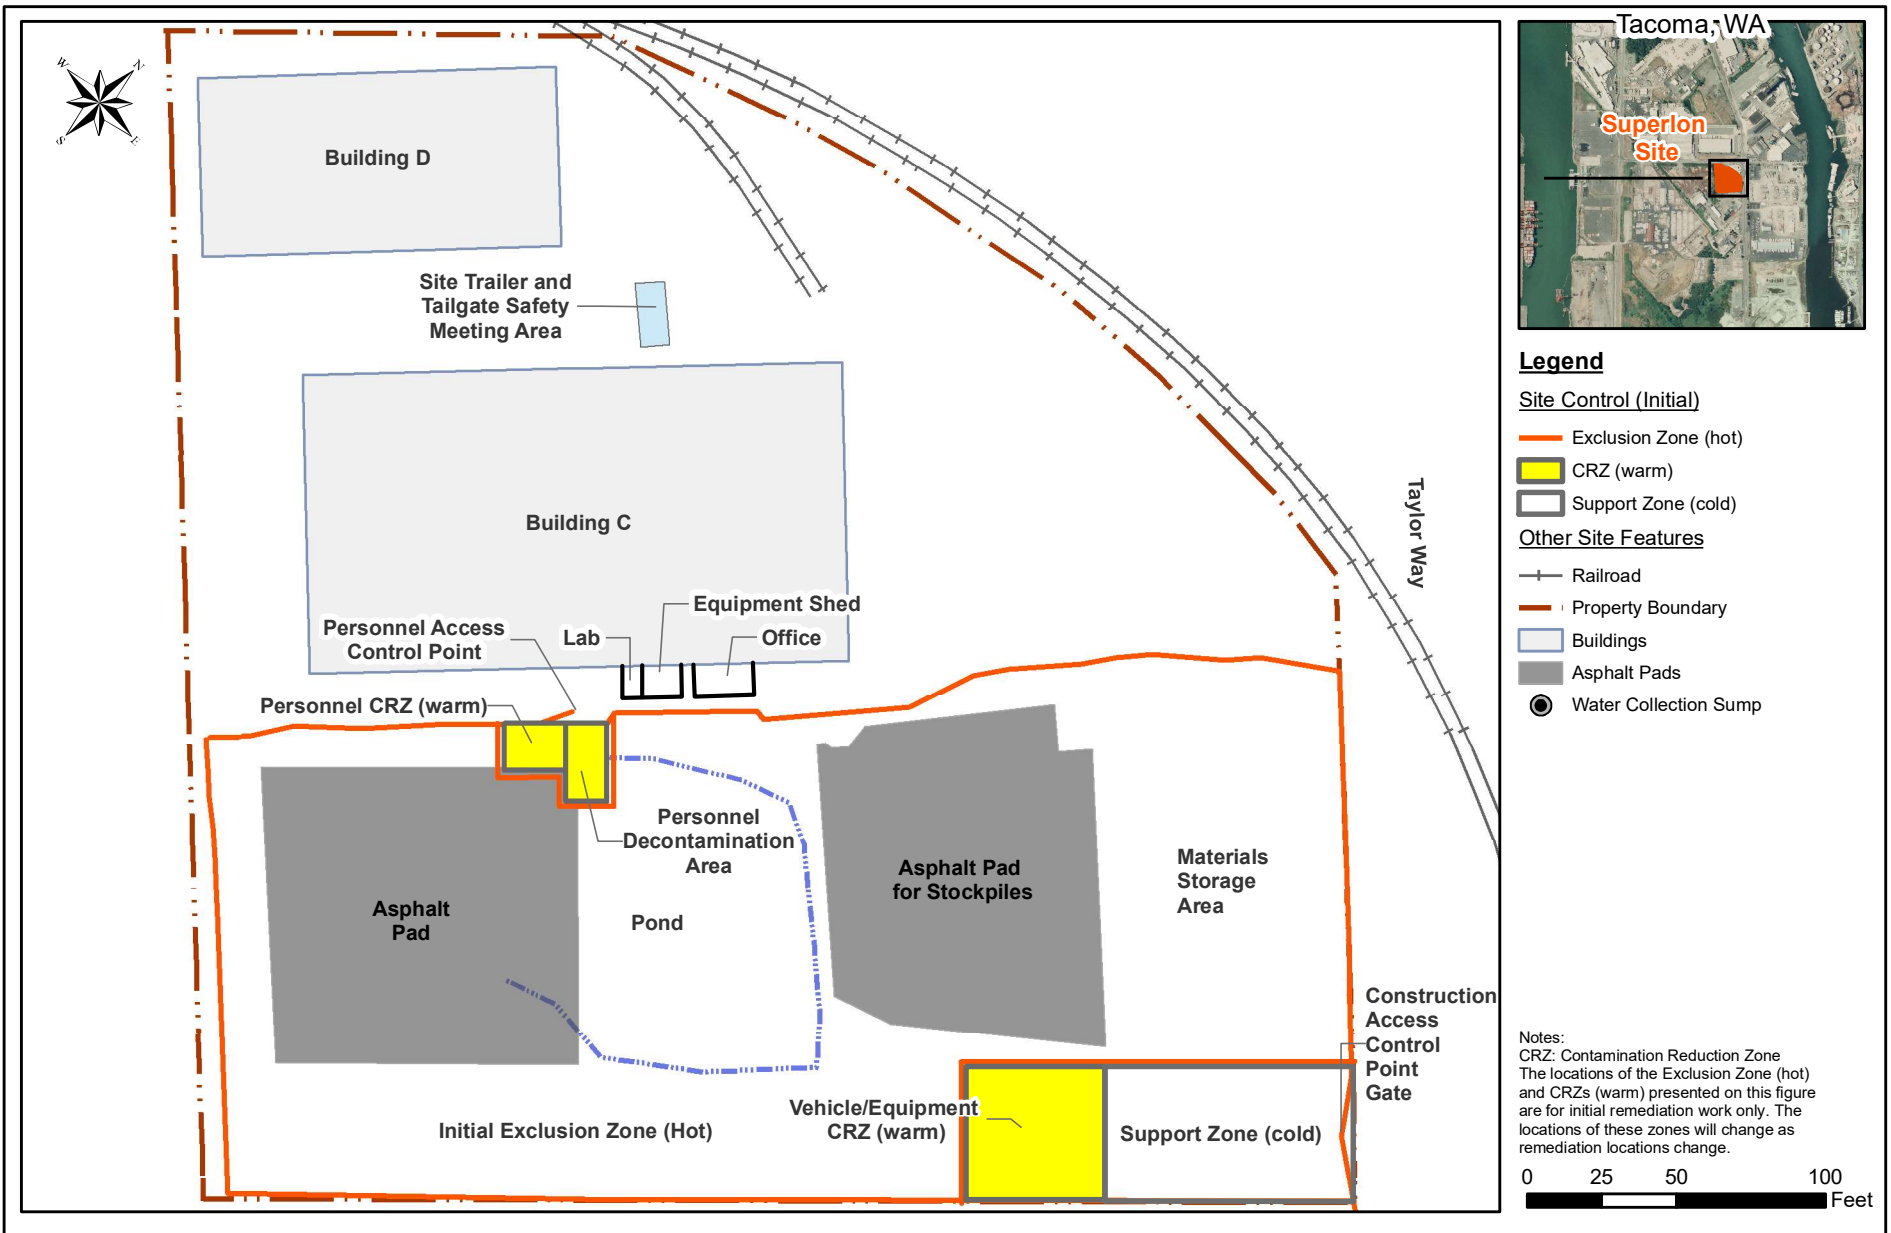 W
N
S
E
Building D
Site Trailer and
Tailgate Safety
Meeting Area
Building C
Equipment Shed
Personnel Access
Control Point
Lab
Office
Personnel CRZ (warm)
Personnel
Decontamination
Area
Asphalt
Pad
Pond
Asphalt Pad
for Stockpiles
Materials
Storage
Area
Initial Exclusion Zone (Hot)
Vehicle/Equipment
CRZ (warm)
Support Zone (cold)
Construction
Access
Control
Point
Gate
Taylor Way
Tacoma, WA
Superlon
Site
Legend
Site Control (Initial)
Exclusion Zone (hot)
CRZ (warm)
Support Zone (cold)
Other Site Features
Railroad
Property Boundary
Buildings
Asphalt Pads
Water Collection Sump
Notes:
CRZ: Contamination Reduction Zone
The locations of the Exclusion Zone (hot)
and CRZs (warm) presented on this figure
are for initial remediation work only. The
locations of these zones will change as
remediation locations change.
0 25 50 100
Feet